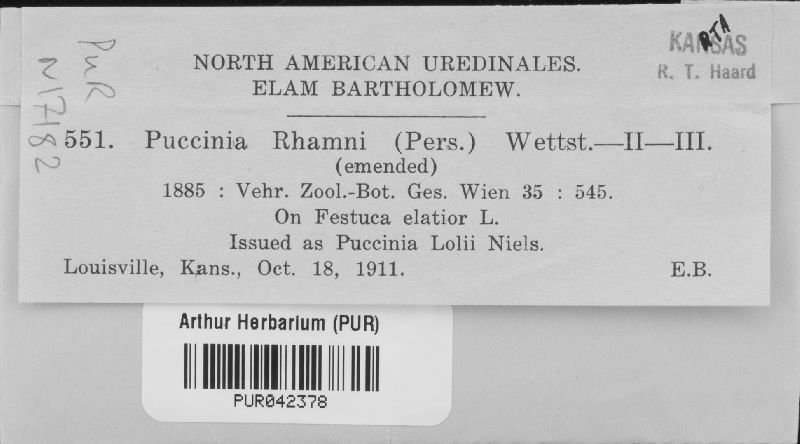 PUR
N17182
KANSAS
RTA
R. T. Haard
NORTH AMERICAN UREDINALES.
ELAM BARTHOLOMEW.
551. Puccinia Rhamni (Pers.) Wettst.—II—III.
(emended)
1885 : Vehr. Zool.-Bot. Ges. Wien 35 : 545.
On Festuca elatior L.
Issued as Puccinia Lolii Niels.
Louisville, Kans., Oct. 18, 1911. E.B.
Arthur Herbarium (PUR)
PUR042378